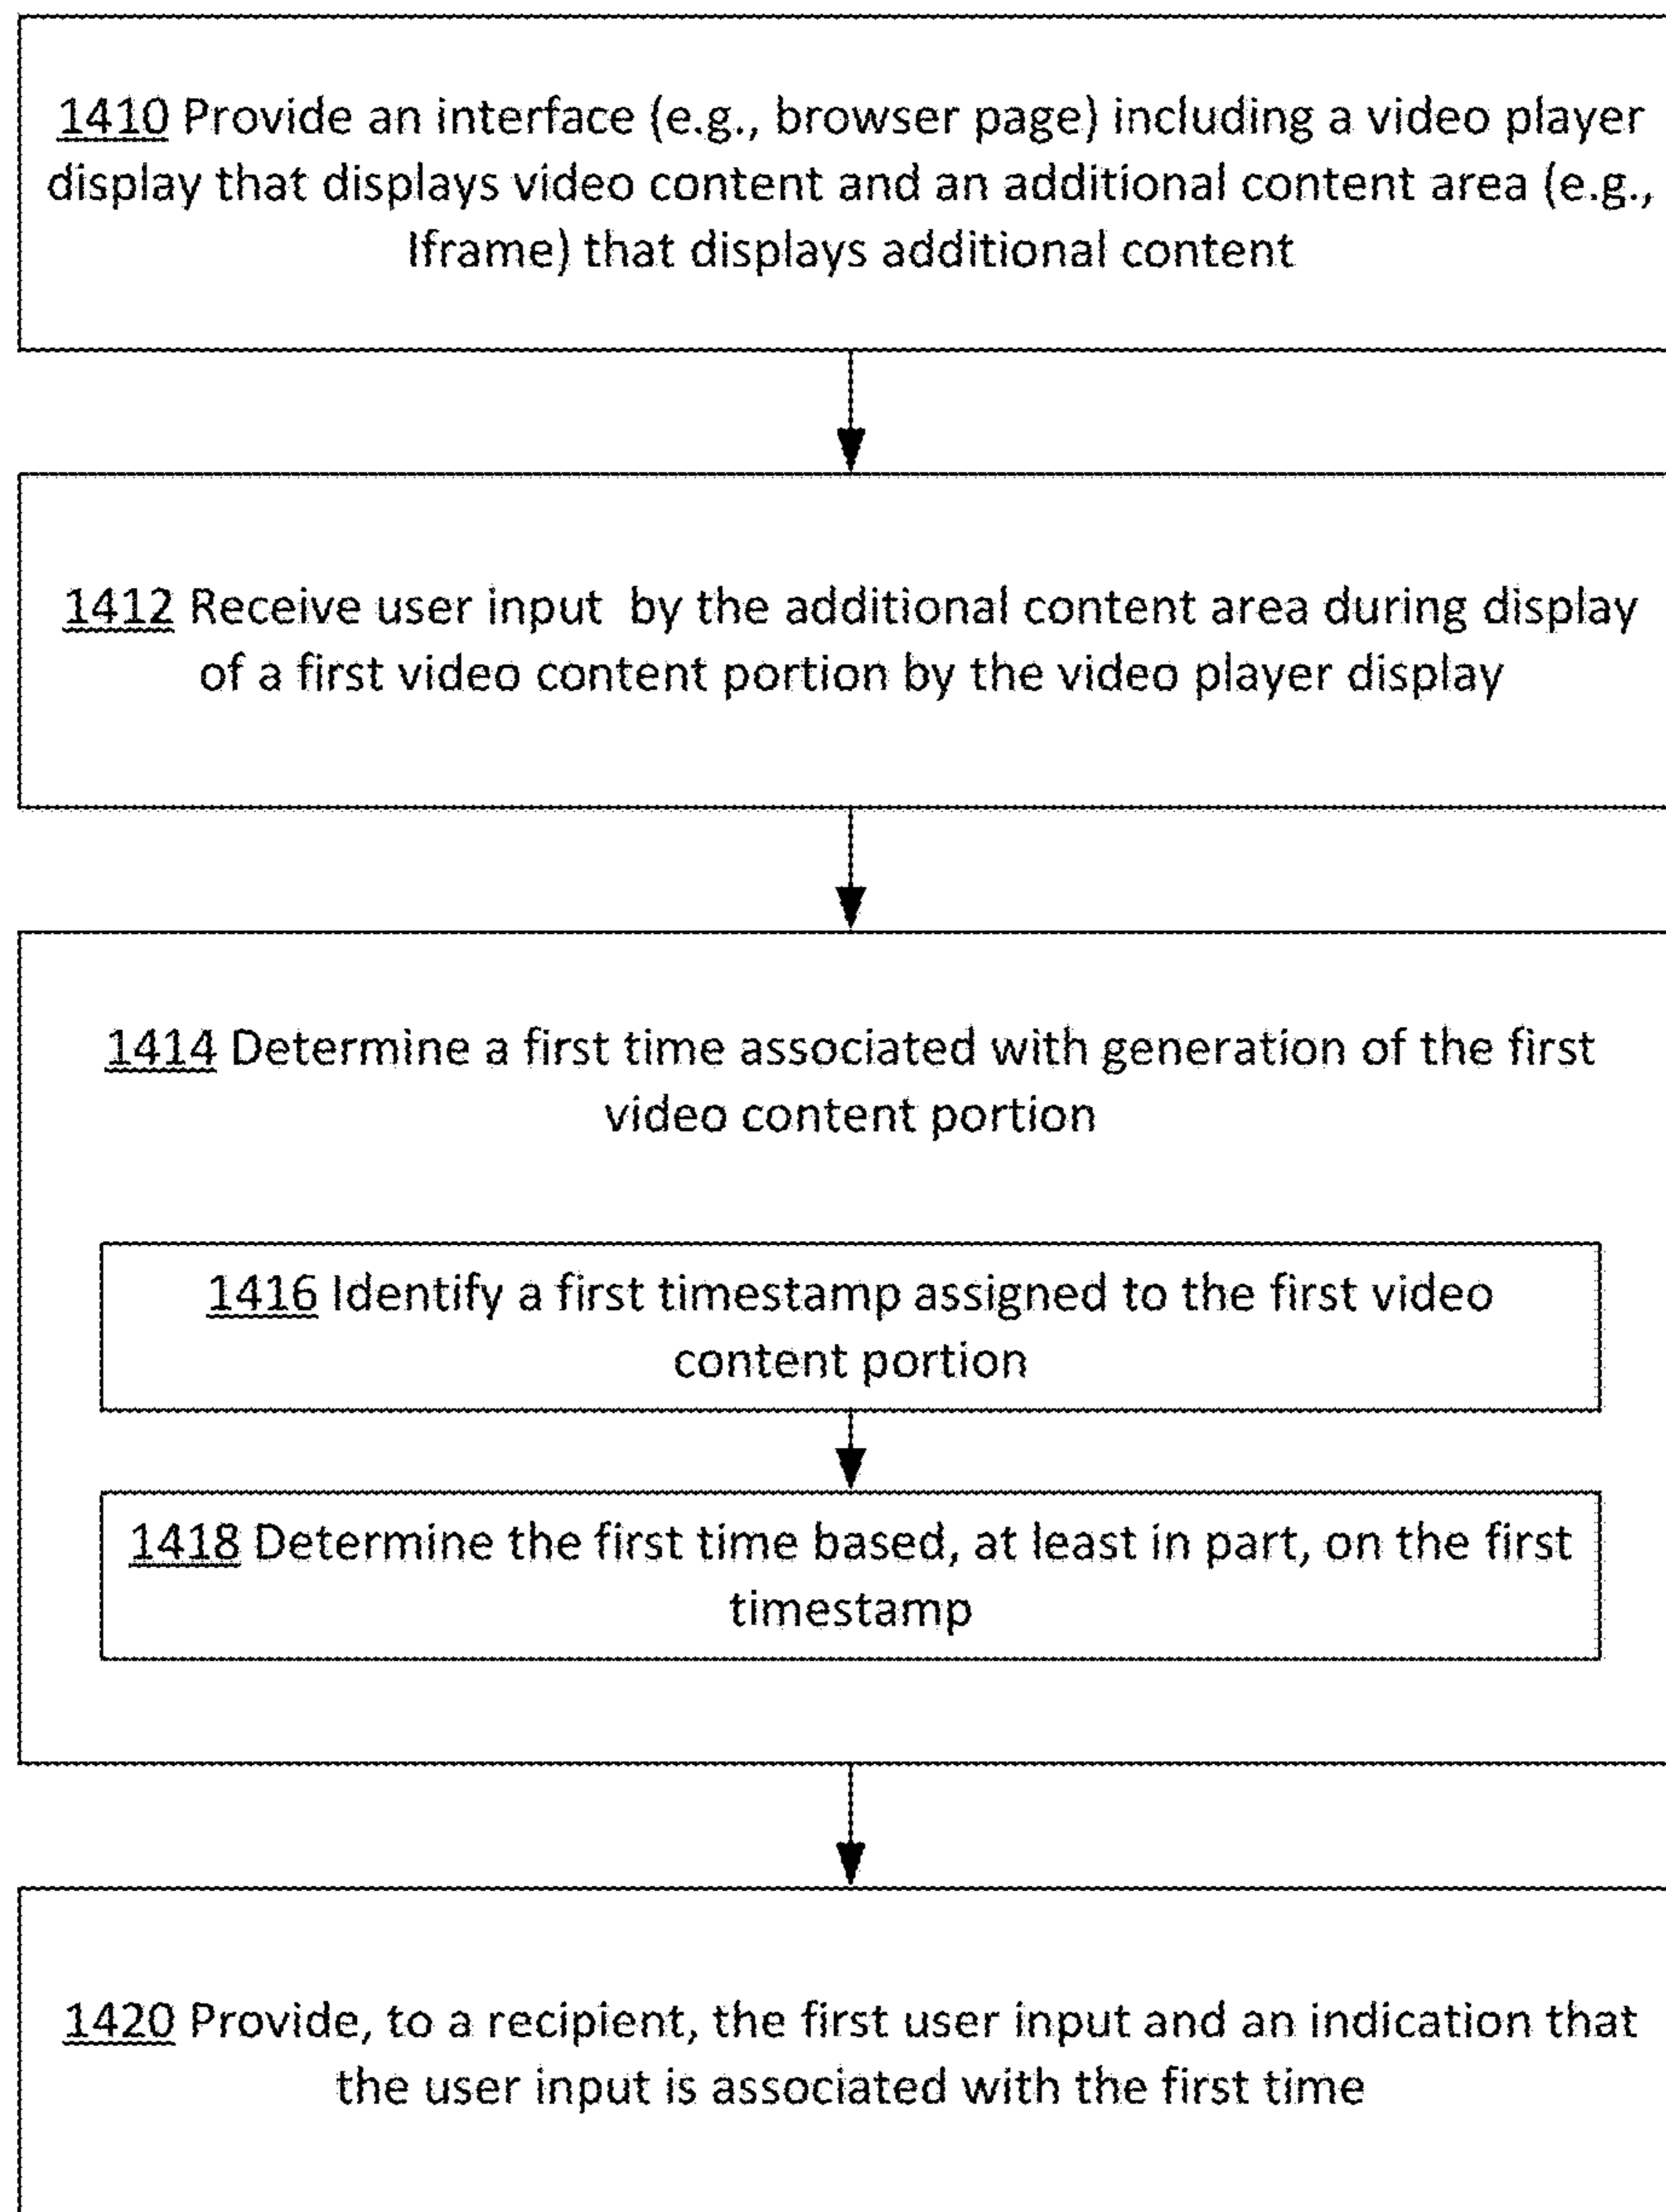 1410 Provide an interface (e.g., browser page) including a video player
display that displays video content and an additional content area (e.g.,
Iframe) that displays additional content
1412 Receive user input by the additional content area during display
of a first video content portion by the video player display
1414 Determine a first time associated with generation of the first
video content portion
1416 Identify a first timestamp assigned to the first video
content portion
1418 Determine the first time based, at least in part, on the first
timestamp
1420 Provide, to a recipient, the first user input and an indication that
the user input is associated with the first time